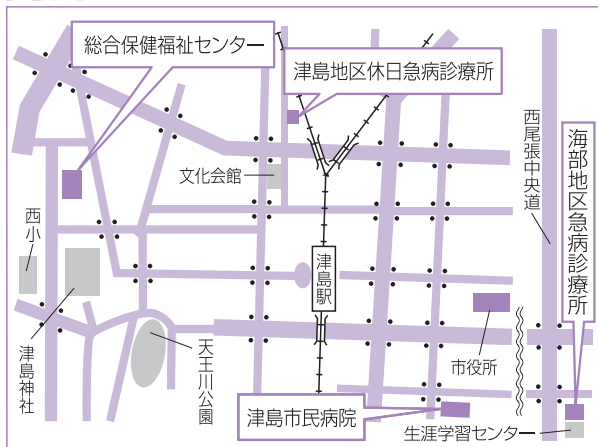 総合保健福祉センター
津島地区休日急病診療所
西尾張中央道
海部地区急病診療所
文化会館
西小
津島駅
市役所
津島神社
天王川公園
津島市民病院
生涯学習センター